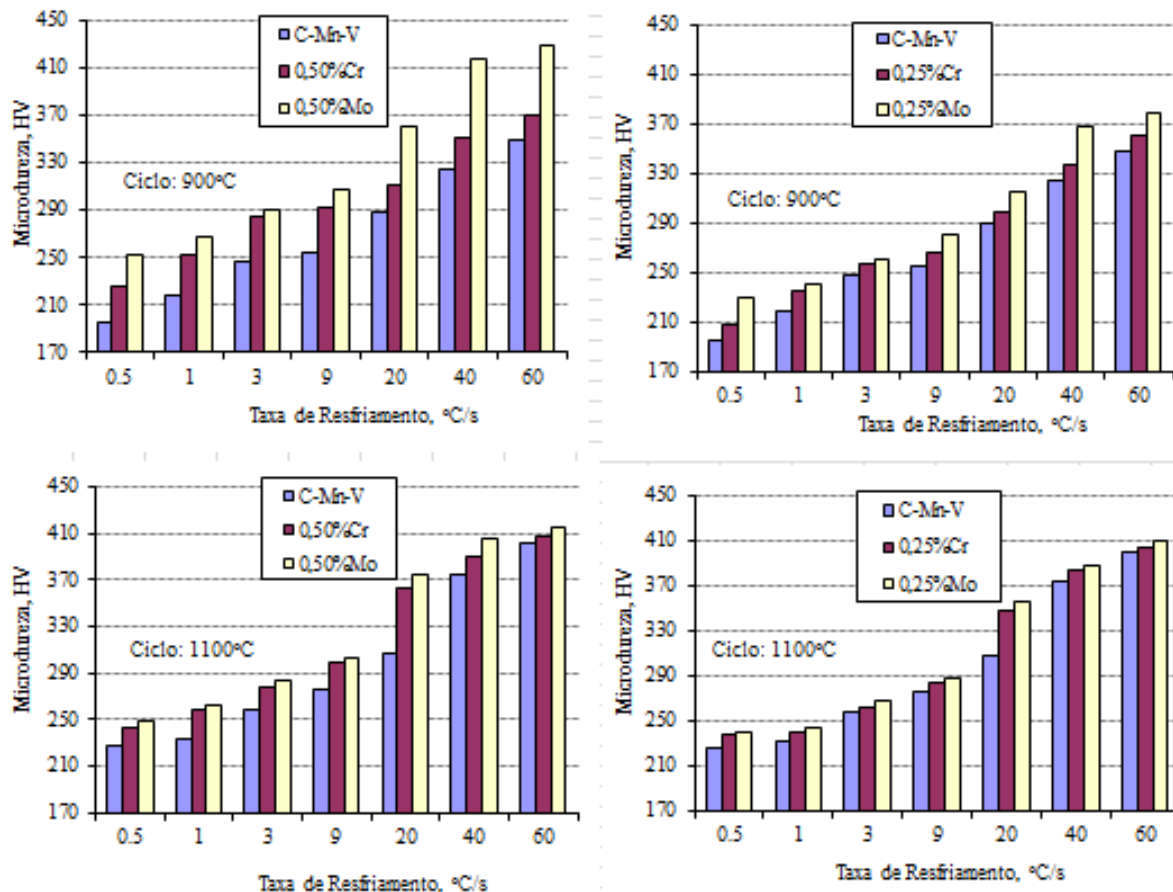 450
410
370
330
290
250
210
170
Microdureza, HV
C-Mn-V
0,50%Cr
0,50%Mo
Ciclo: 900ºC
0.5 1 3 9 20 40 60
Taxa de Resfriamento, ºC/s
450
410
370
330
290
250
210
170
Microdureza, HV
C-Mn-V
0,25%Cr
0,25%Mo
Ciclo: 900ºC
0.5 1 3 9 20 40 60
Taxa de Resfriamento, ºC/s
450
410
370
330
290
250
210
170
Microdureza, HV
C-Mn-V
0,50%Cr
0,50%Mo
Ciclo: 1100ºC
0.5 1 3 9 20 40 60
Taxa de Resfriamento, ºC/s
450
410
370
330
290
250
210
170
Microdureza, HV
C-Mn-V
0,25%Cr
0,25%Mo
Ciclo: 1100ºC
0.5 1 3 9 20 40 60
Taxa de Resfriamento, ºC/s